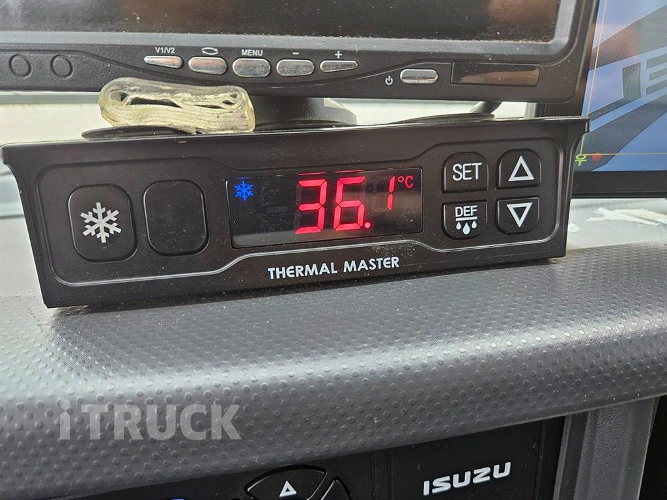 V1/V2 MENU - +
SET
36.1°C
DEF
THERMAL MASTER
iTRUCK
ISUZU